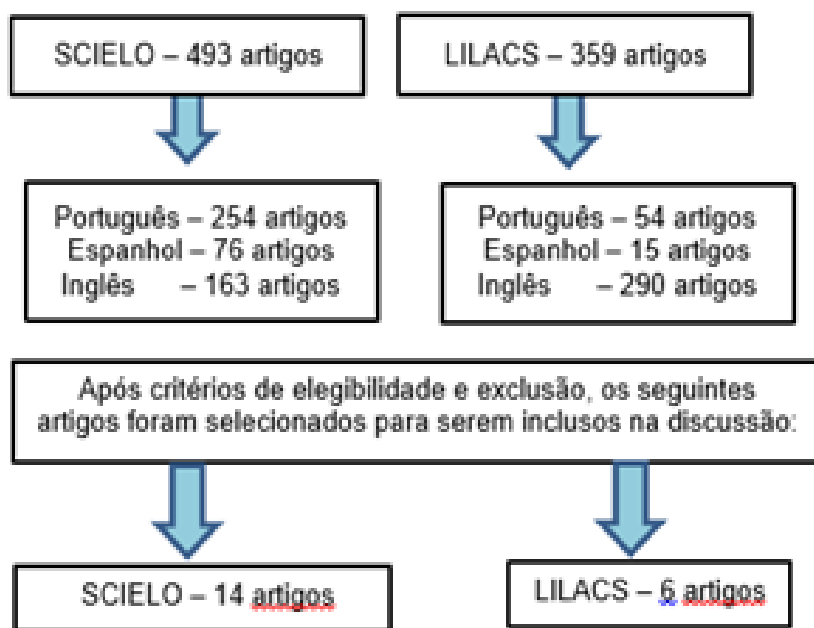 SCIELO – 493 artigos
LILACS – 359 artigos
Português – 254 artigos
Espanhol – 76 artigos
Inglês – 163 artigos
Português – 54 artigos
Espanhol – 15 artigos
Inglês – 290 artigos
Após critérios de elegibilidade e exclusão, os seguintes
artigos foram selecionados para serem inclusos na discussão:
SCIELO – 14 artigos
LILACS – 6 artigos